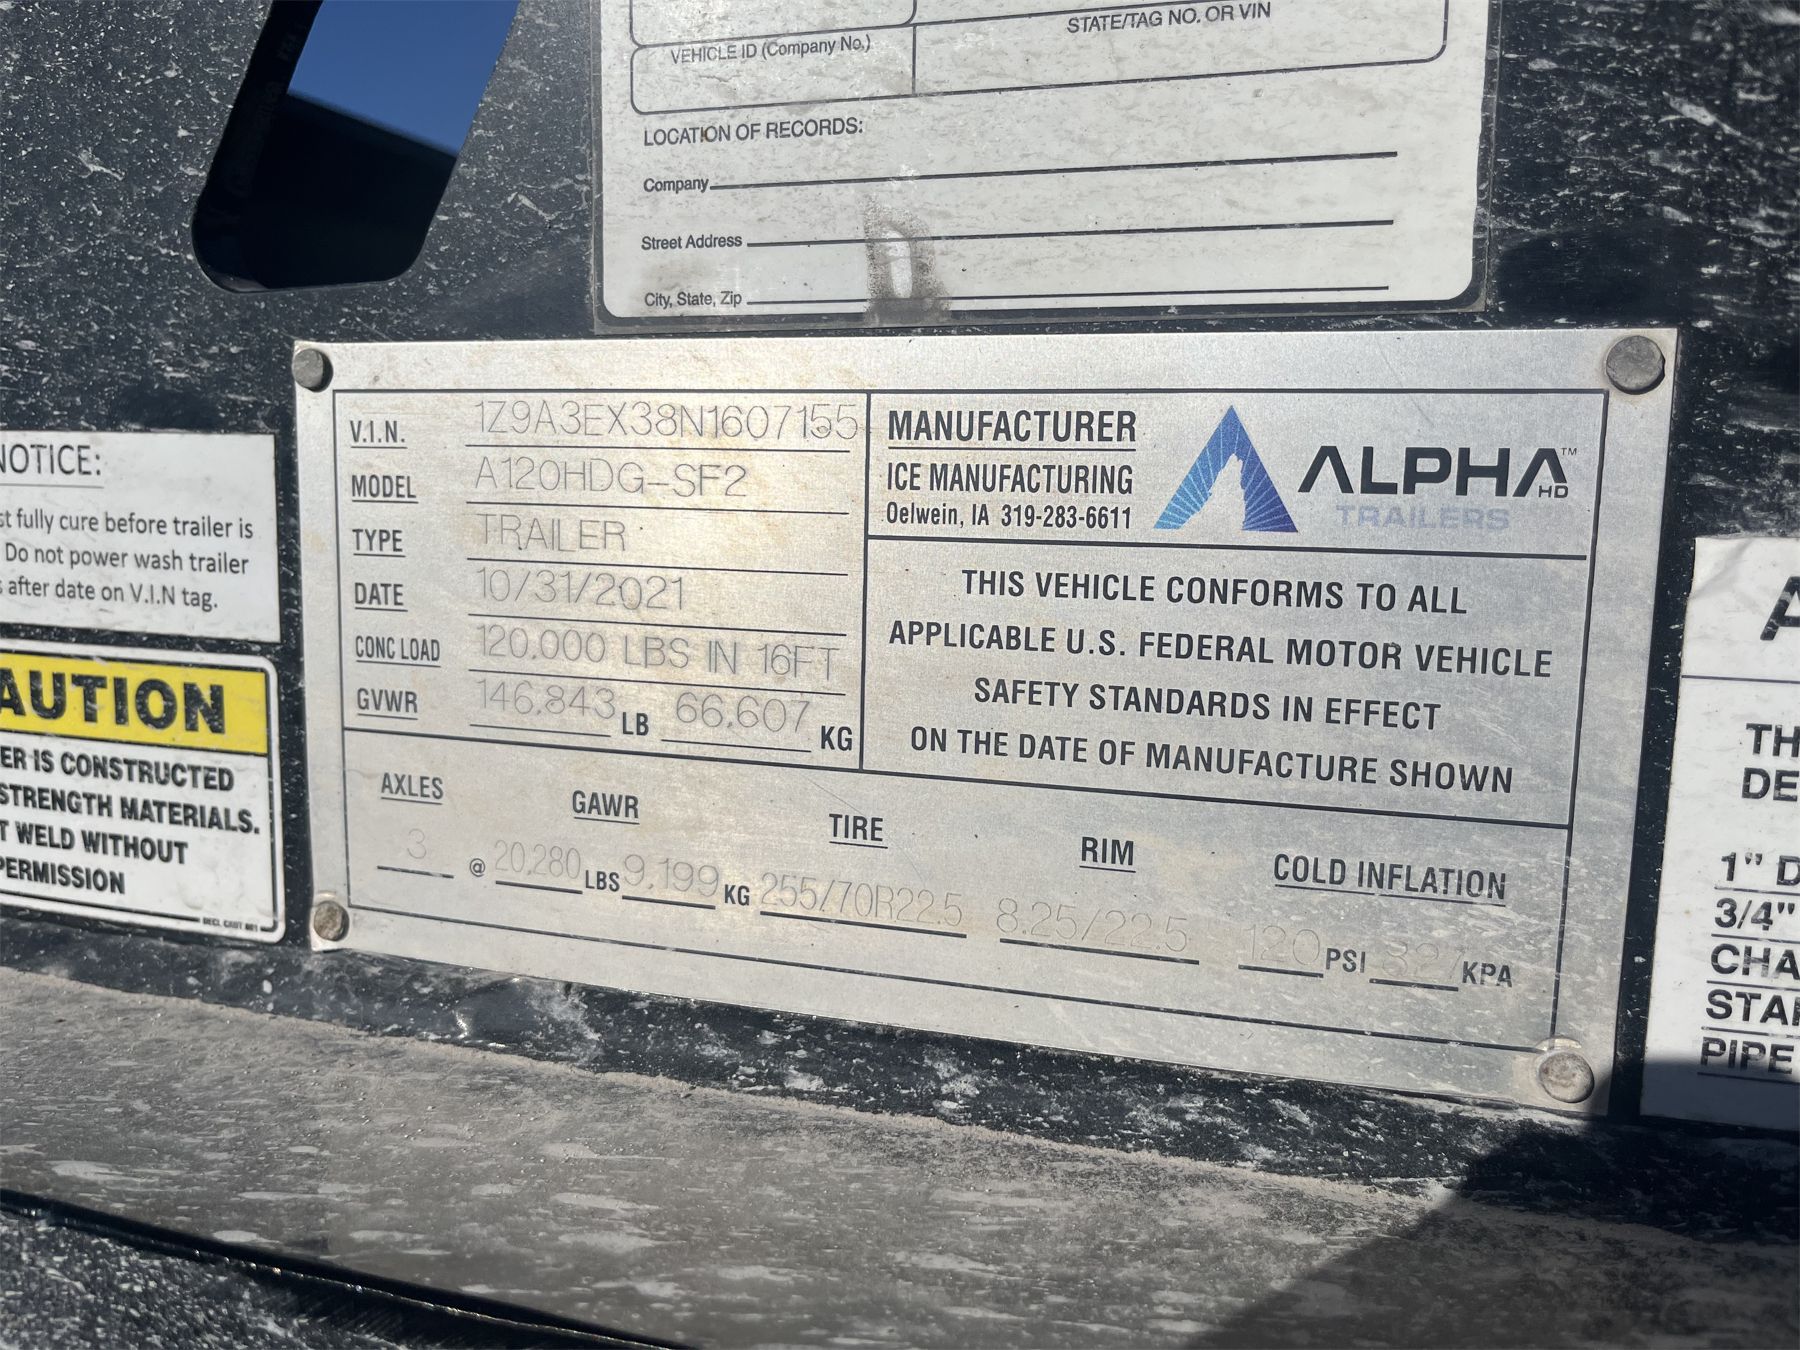 STATE/TAG NO. OR VIN
VEHICLE ID (Company No.)
LOCATION OF RECORDS:
Company
Street Address
City, State, Zip
NOTICE:
st fully cure before trailer is
Do not power wash trailer
after date on V.I.N tag.
AUTION
ER IS CONSTRUCTED
STRENGTH MATERIALS.
T WELD WITHOUT
PERMISSION
DECL CAUT 001
V.I.N. 1Z9A3EX38N1607155
MODEL A120HDG-SF2
TYPE TRAILER
DATE 10/31/2021
CONC LOAD 120,000 LBS IN 16FT
GVWR 146,843 LB 66,607 KG
MANUFACTURER
ICE MANUFACTURING
Oelwein, IA 319-283-6611
ALPHA™
HD
TRAILERS
THIS VEHICLE CONFORMS TO ALL
APPLICABLE U.S. FEDERAL MOTOR VEHICLE
SAFETY STANDARDS IN EFFECT
ON THE DATE OF MANUFACTURE SHOWN
AXLES GAWR TIRE RIM COLD INFLATION
3 @ 20,280 LBS 9,199 KG 255/70R22.5 8.25/22.5 120 PSI 827 KPA
A
TH
DE
1" D
3/4"
CHA
STA
PIPE